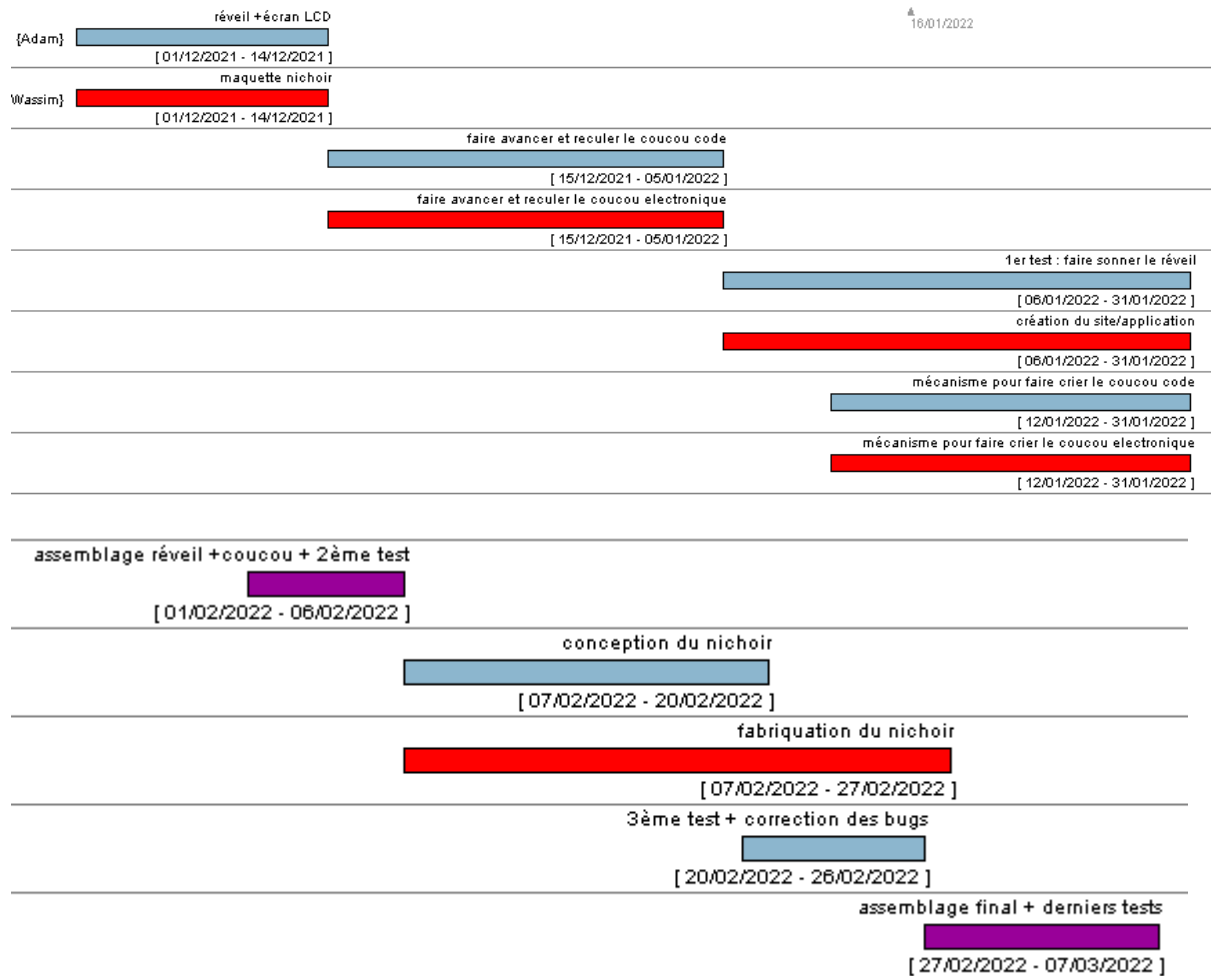 réveil +écran LCD
16/01/2022
{Adam}
[ 01/12/2021 - 14/12/2021 ]
maquette nichoir
Wassim}
[ 01/12/2021 - 14/12/2021 ]
faire avancer et reculer le coucou code
[ 15/12/2021 - 05/01/2022 ]
faire avancer et reculer le coucou electronique
[ 15/12/2021 - 05/01/2022 ]
1er test : faire sonner le réveil
[ 06/01/2022 - 31/01/2022 ]
création du site/application
[ 06/01/2022 - 31/01/2022 ]
mécanisme pour faire crier le coucou code
[ 12/01/2022 - 31/01/2022 ]
mécanisme pour faire crier le coucou electronique
[ 12/01/2022 - 31/01/2022 ]
assemblage réveil +coucou + 2ème test
[ 01/02/2022 - 06/02/2022 ]
conception du nichoir
[ 07/02/2022 - 20/02/2022 ]
fabriquation du nichoir
[ 07/02/2022 - 27/02/2022 ]
3ème test + correction des bugs
[ 20/02/2022 - 26/02/2022 ]
assemblage final + derniers tests
[ 27/02/2022 - 07/03/2022 ]